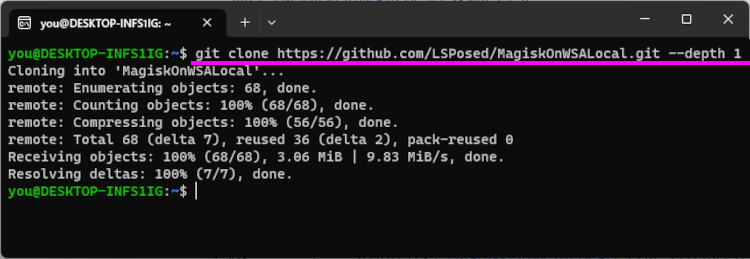 you@DESKTOP-INFS1IG: ~
you@DESKTOP-INFS1IG:~$ git clone https://github.com/LSPosed/MagiskOnWSALocal.git --depth 1
Cloning into 'MagiskOnWSALocal'...
remote: Enumerating objects: 68, done.
remote: Counting objects: 100% (68/68), done.
remote: Compressing objects: 100% (56/56), done.
remote: Total 68 (delta 7), reused 36 (delta 2), pack-reused 0
Receiving objects: 100% (68/68), 3.06 MiB | 9.83 MiB/s, done.
Resolving deltas: 100% (7/7), done.
you@DESKTOP-INFS1IG:~$